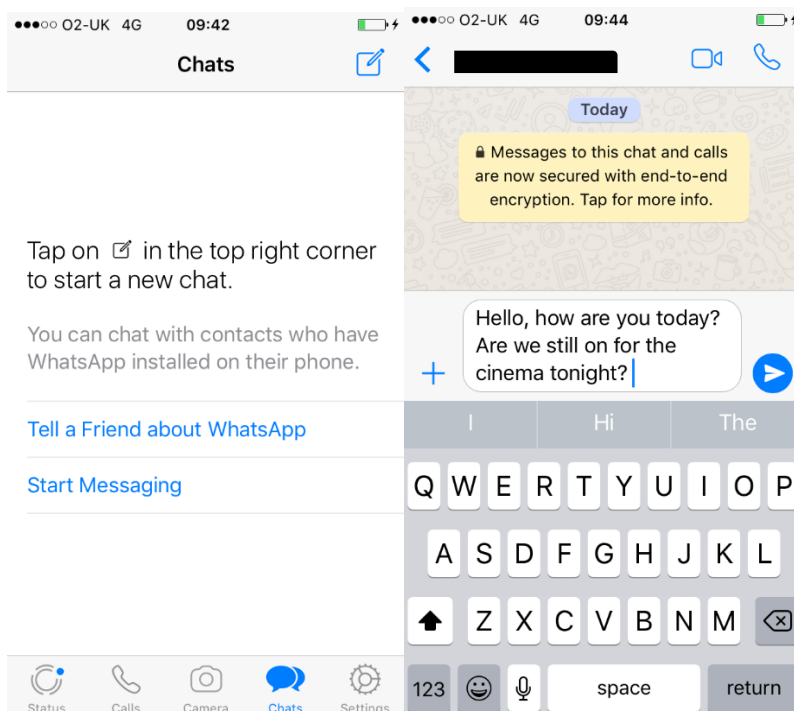 O2-UK 4G 09:42
Chats
Tap on in the top right corner
to start a new chat.
You can chat with contacts who have
WhatsApp installed on their phone.
Tell a Friend about WhatsApp
Start Messaging
Status Calls Camera Chats Settings
O2-UK 4G 09:44
Today
Messages to this chat and calls
are now secured with end-to-end
encryption. Tap for more info.
Hello, how are you today?
Are we still on for the
cinema tonight?
I Hi The
Q W E R T Y U I O P
A S D F G H J K L
Z X C V B N M
123 space return